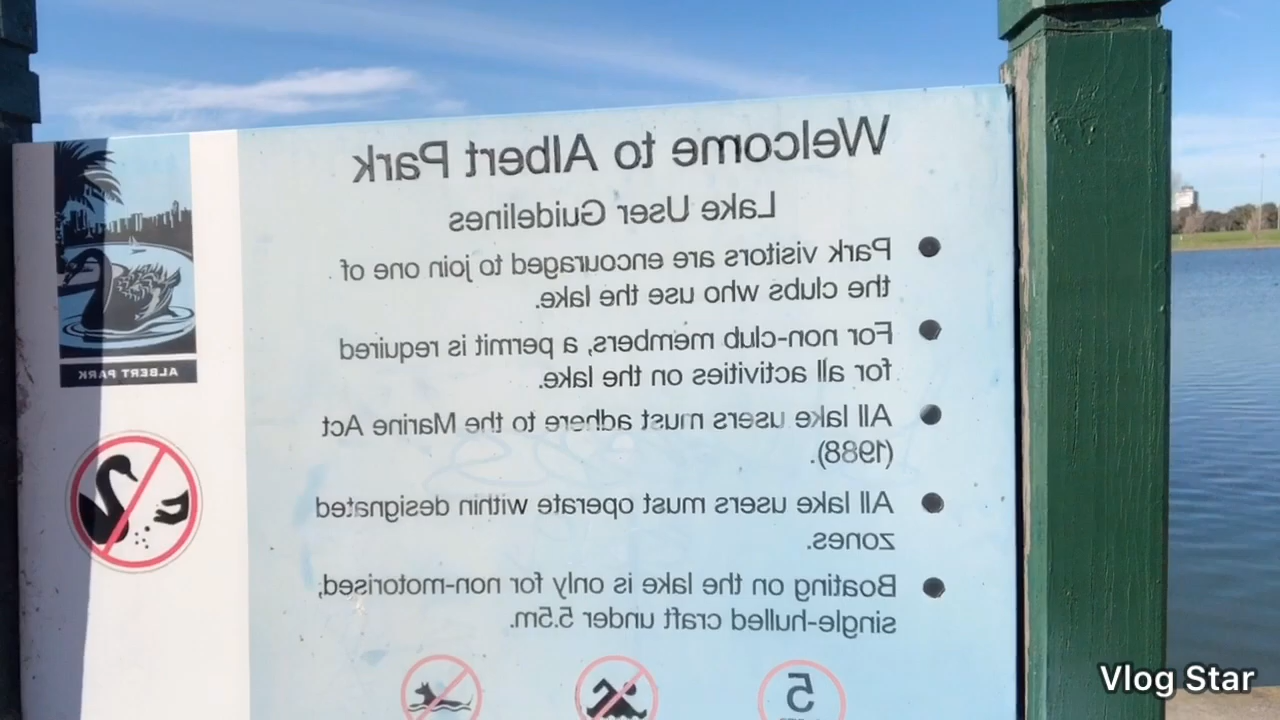 Welcome to Albert Park
Lake User Guidelines
Park visitors are encouraged to join one of
the clubs who use the lake.
For non-club members, a permit is required
for all activities on the lake.
All lake users must adhere to the Marine Act
(1988).
All lake users must operate within designated
zones.
Boating on the lake is only for non-motorised,
single-hulled craft under 5.5m.
5
ALBERT PARK
Vlog Star